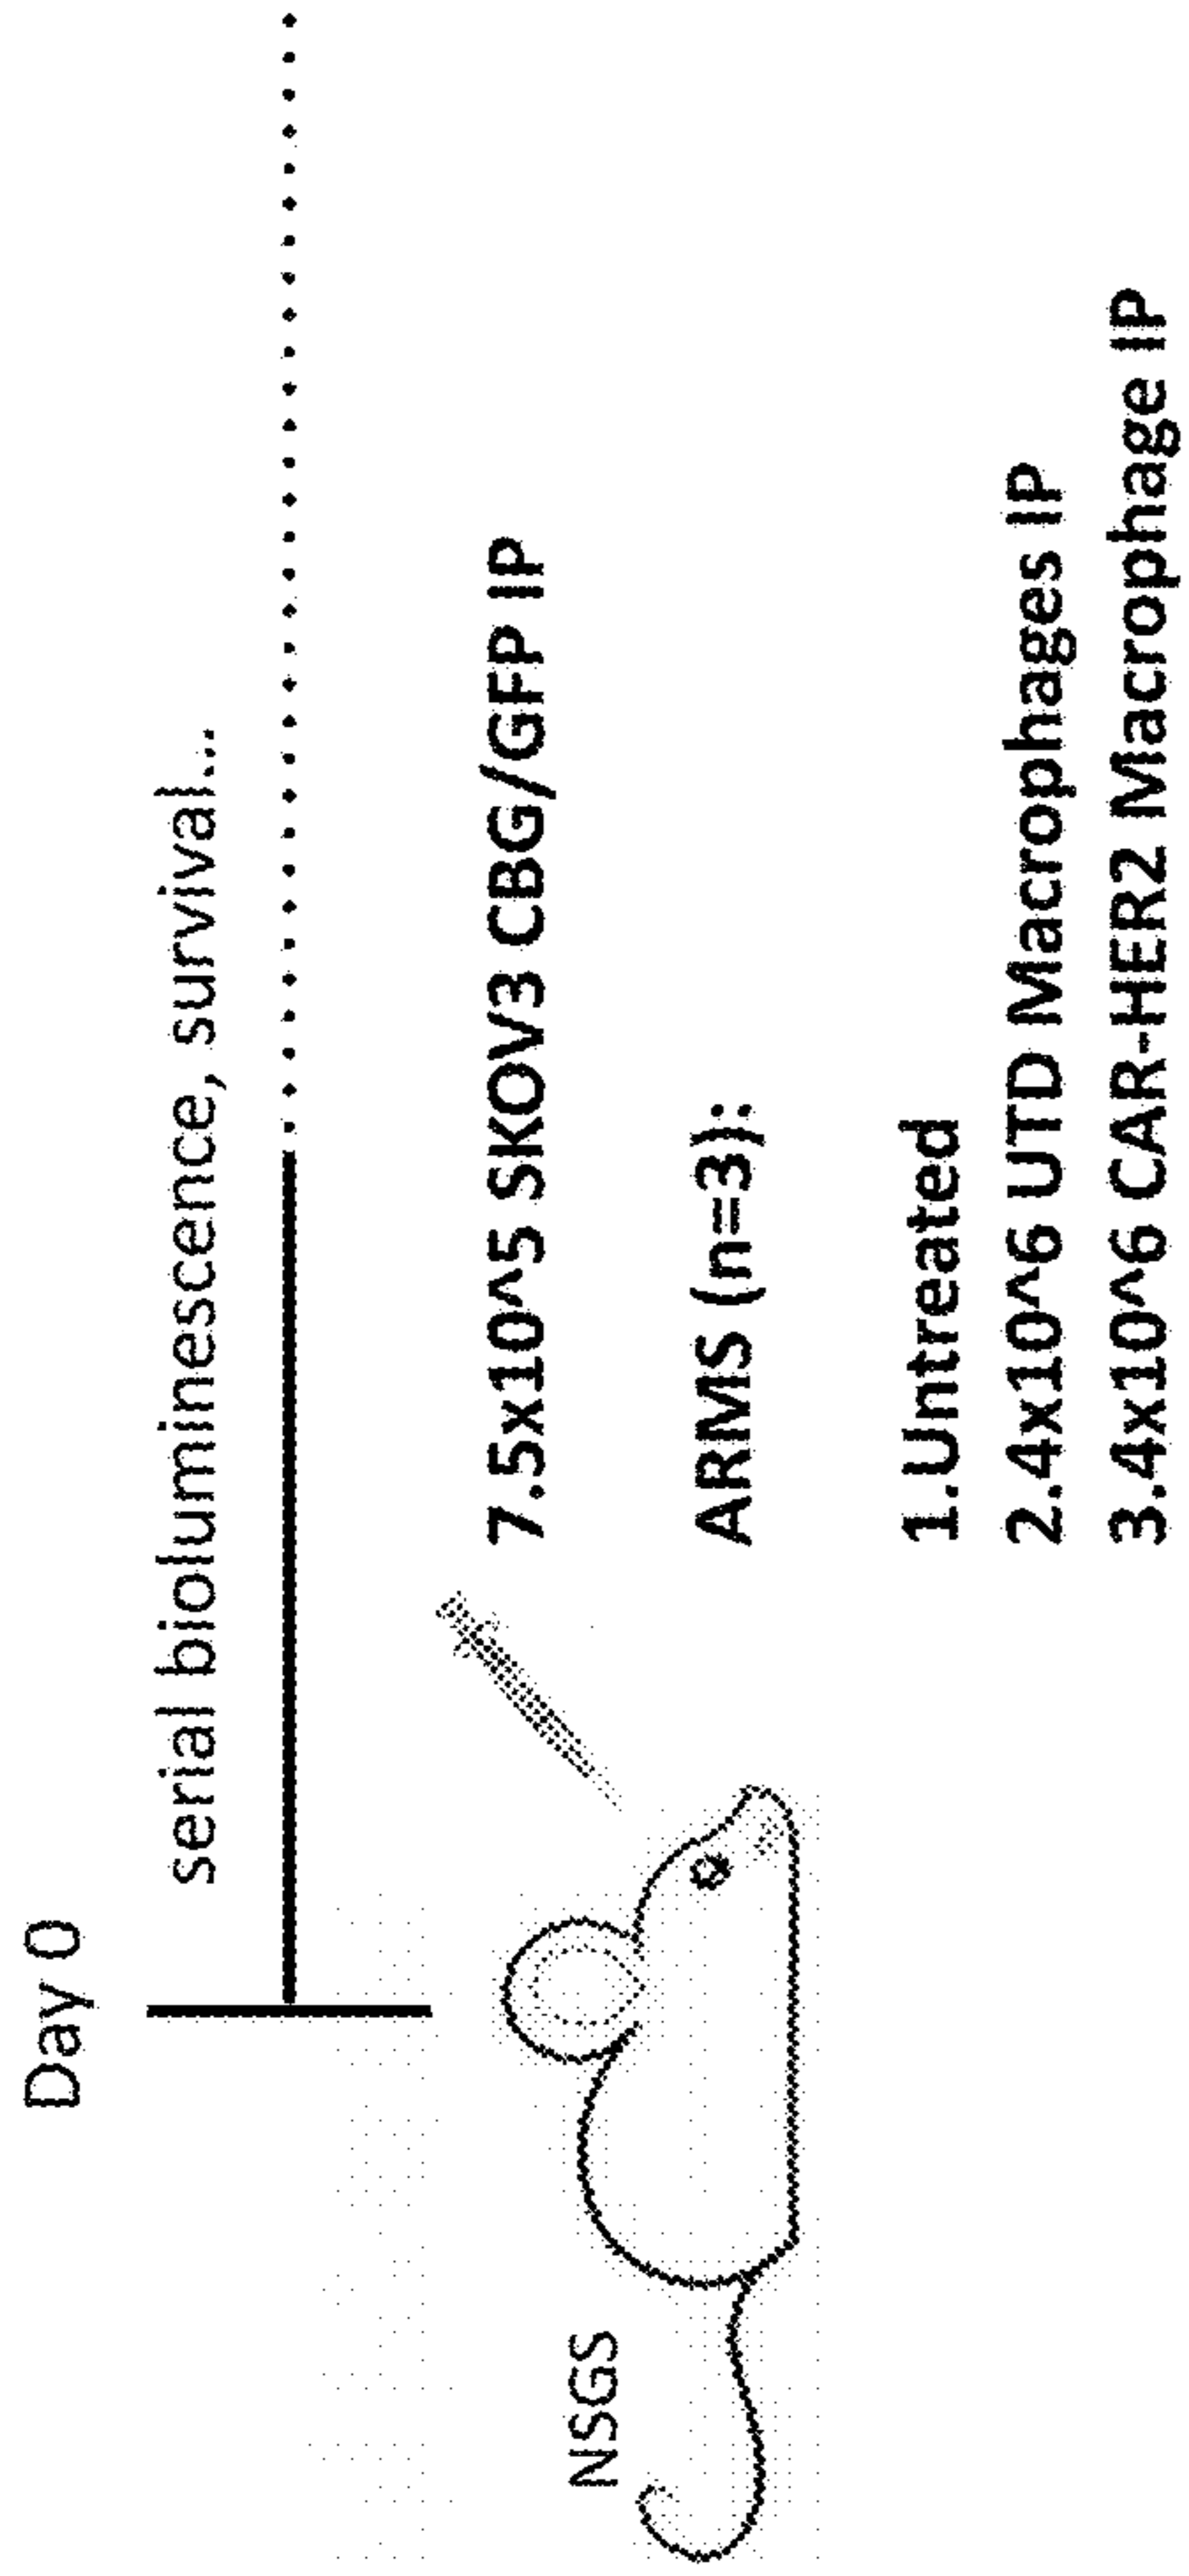 Day 0
serial bioluminescence, survival...
NSGS
7.5x10^5 SKOV3 CBG/GFP IP
ARMS (n=3):
1.Untreated
2.4x10^6 UTD Macrophages IP
3.4x10^6 CAR-HER2 Macrophage IP